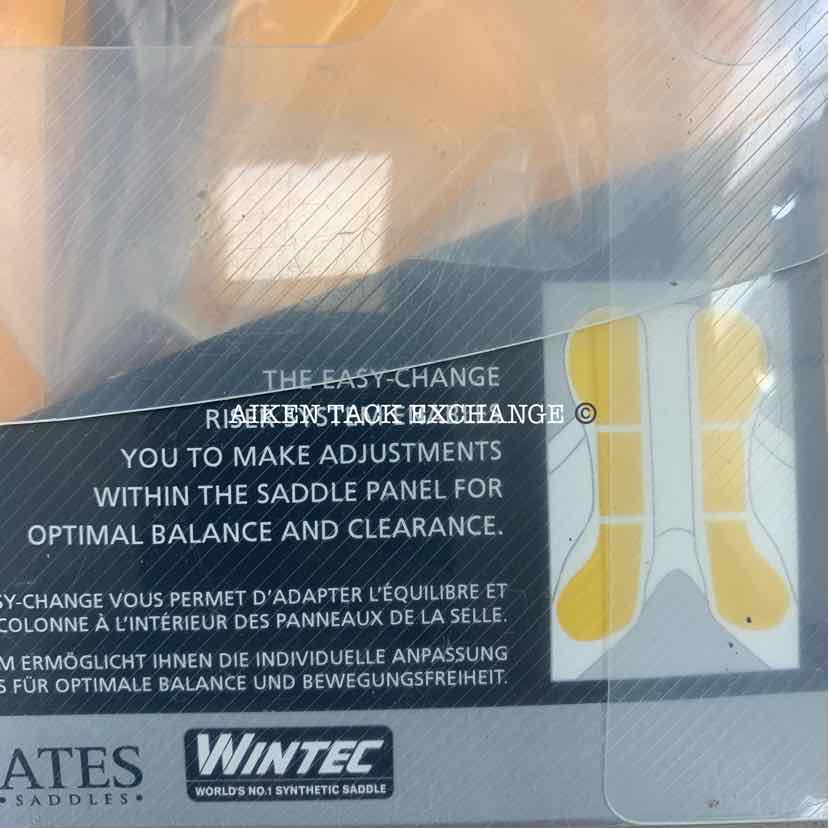 THE EASY-CHANGE
RISER SYSTEM
AIKEN TACK EXCHANGE ©
YOU TO MAKE ADJUSTMENTS
WITHIN THE SADDLE PANEL FOR
OPTIMAL BALANCE AND CLEARANCE.
SY-CHANGE VOUS PERMET D'ADAPTER L'ÉQUILIBRE ET
COLONNE À L'INTÉRIEUR DES PANNEAUX DE LA SELLE.
M ERMÖGLICHT IHNEN DIE INDIVIDUELLE ANPASSUNG
S FÜR OPTIMALE BALANCE UND BEWEGUNGSFREIHEIT.
ATES
•SADDLES•
WINTEC
WORLD'S NO.1 SYNTHETIC SADDLE